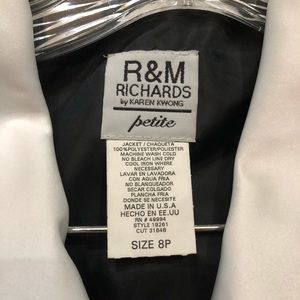 R&M
RICHARDS
by KAREN KWONG
petite
JACKET / CHAQUETA
100%POLYESTER/POLIESTER
MACHINE WASH COLD
NO BLEACH LINE DRY
COOL IRON WHERE
NECESSARY
LAVAR EN LAVADORA
CON AQUA FRIA
NO BLANQUEADOR
SECAR COLGADO
PLANCHA FRIA
DONDE SE NECESITE
MADE IN U.S.A
HECHO EN EE.UU
RN # 49994
STYLE 18261
CUT 31048
SIZE 8P